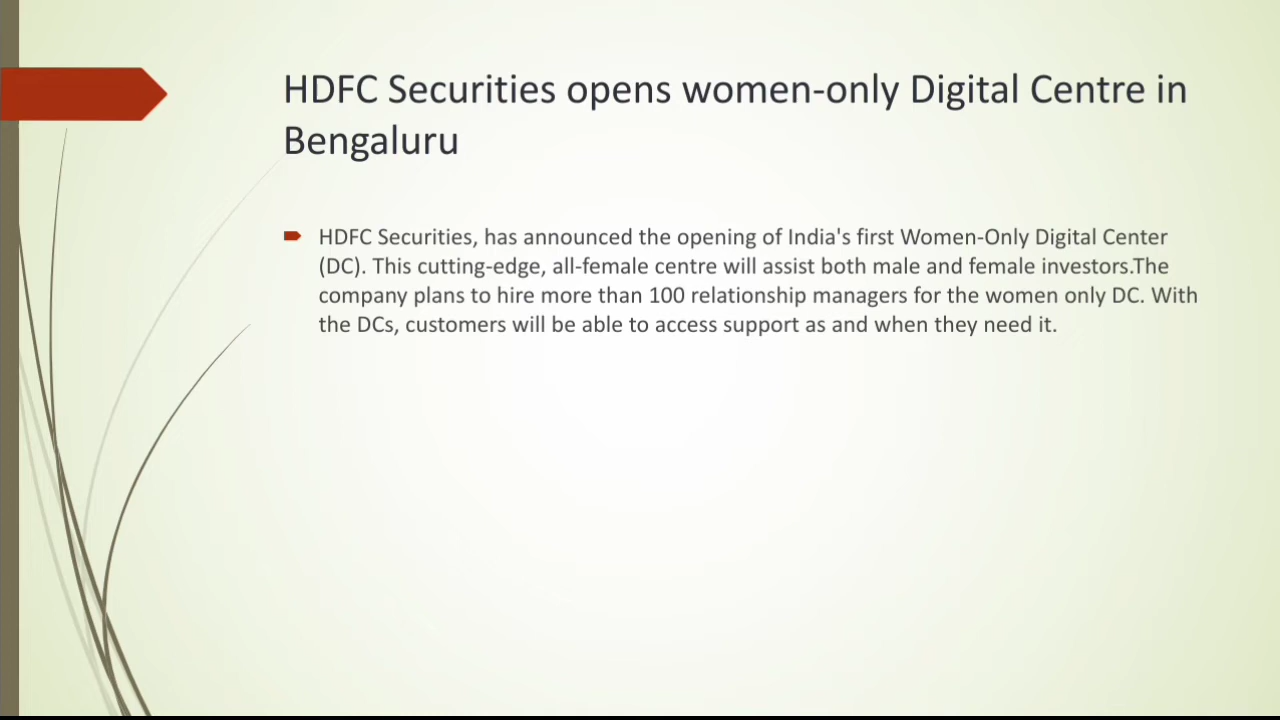 HDFC Securities opens women-only Digital Centre in
Bengaluru
HDFC Securities, has announced the opening of India's first Women-Only Digital Center
(DC). This cutting-edge, all-female centre will assist both male and female investors.The
company plans to hire more than 100 relationship managers for the women only DC. With
the DCs, customers will be able to access support as and when they need it.